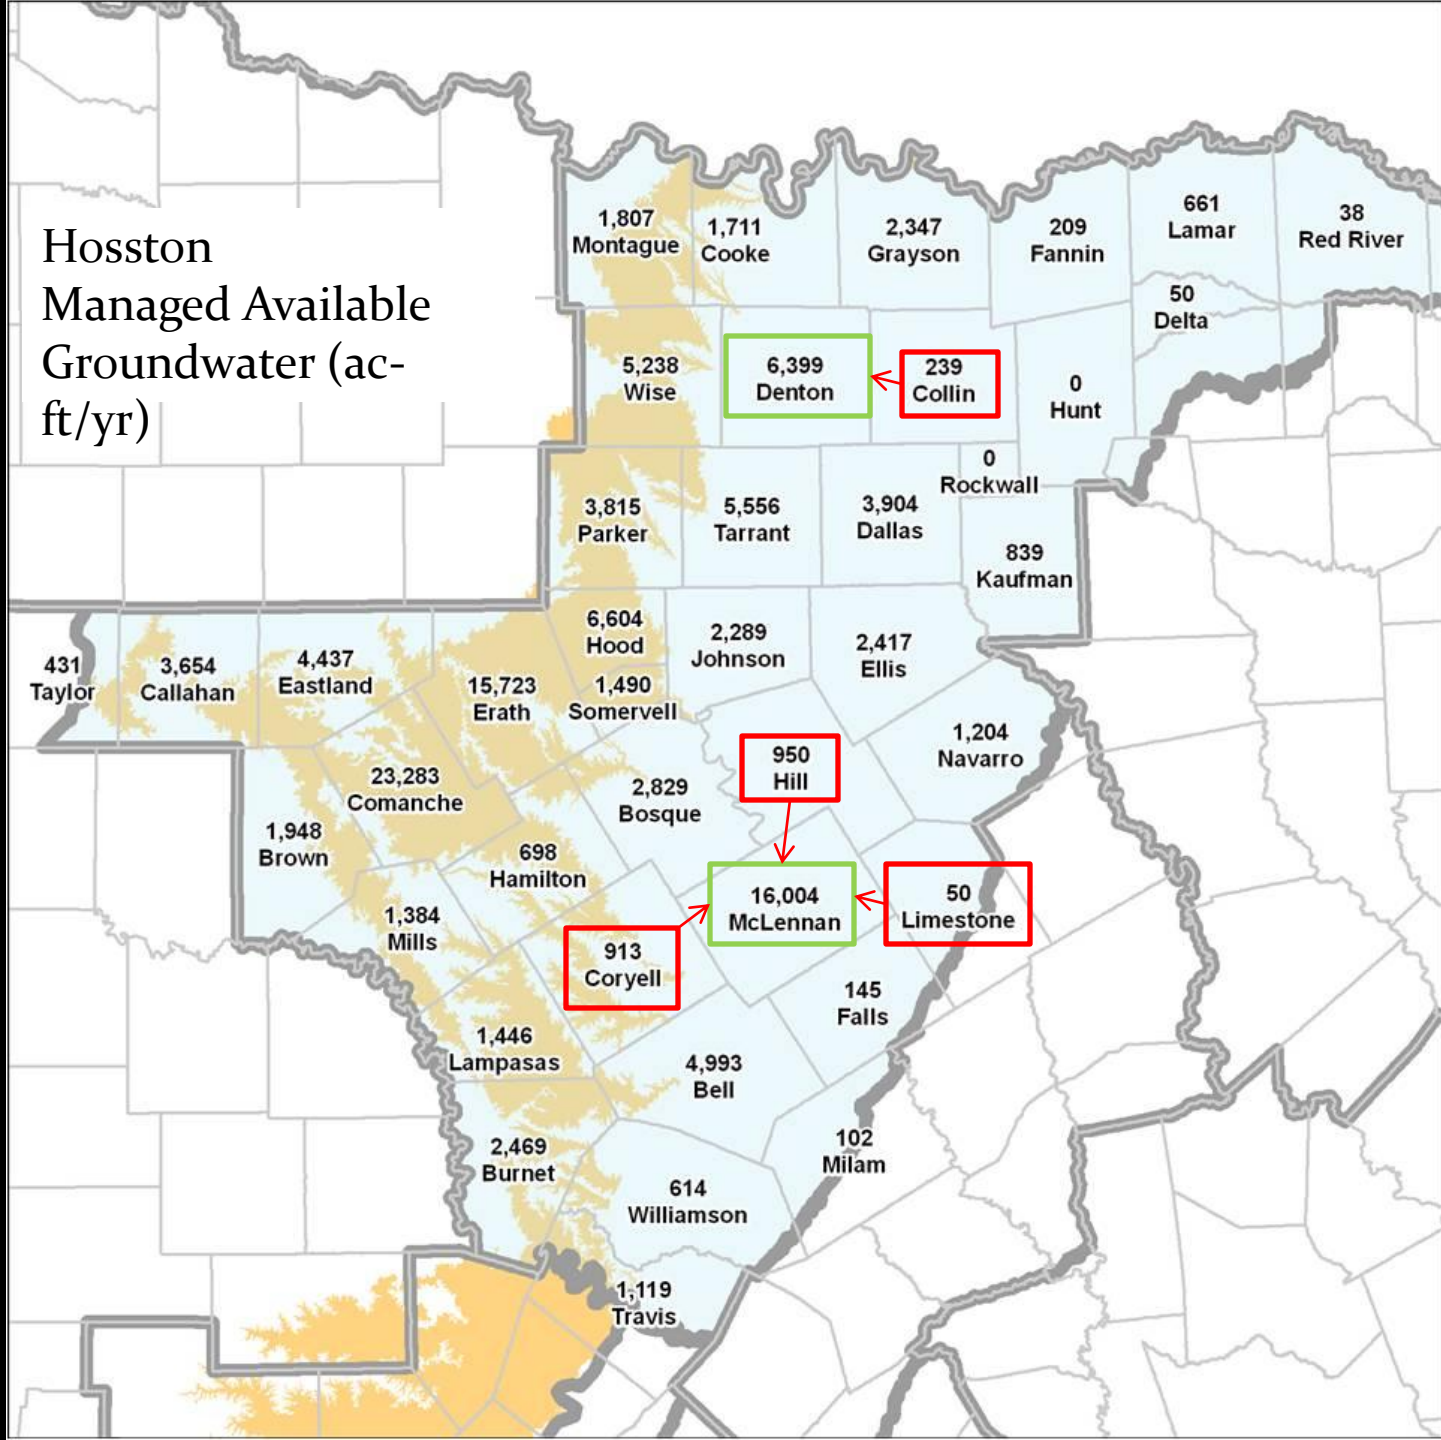 Hosston
Managed Available
Groundwater (ac-
ft/yr)
1,807
Montague
1,711
Cooke
2,347
Grayson
209
Fannin
661
Lamar
38
Red River
50
Delta
5,238
Wise
6,399
Denton
239
Collin
0
Hunt
0
Rockwall
3,815
Parker
5,556
Tarrant
3,904
Dallas
839
Kaufman
6,604
Hood
2,289
Johnson
2,417
Ellis
431
Taylor
3,654
Callahan
4,437
Eastland
15,723
Erath
1,490
Somervell
1,204
Navarro
950
Hill
23,283
Comanche
2,829
Bosque
1,948
Brown
698
Hamilton
16,004
McLennan
50
Limestone
1,384
Mills
913
Coryell
145
Falls
1,446
Lampasas
4,993
Bell
102
Milam
2,469
Burnet
614
Williamson
1,119
Travis